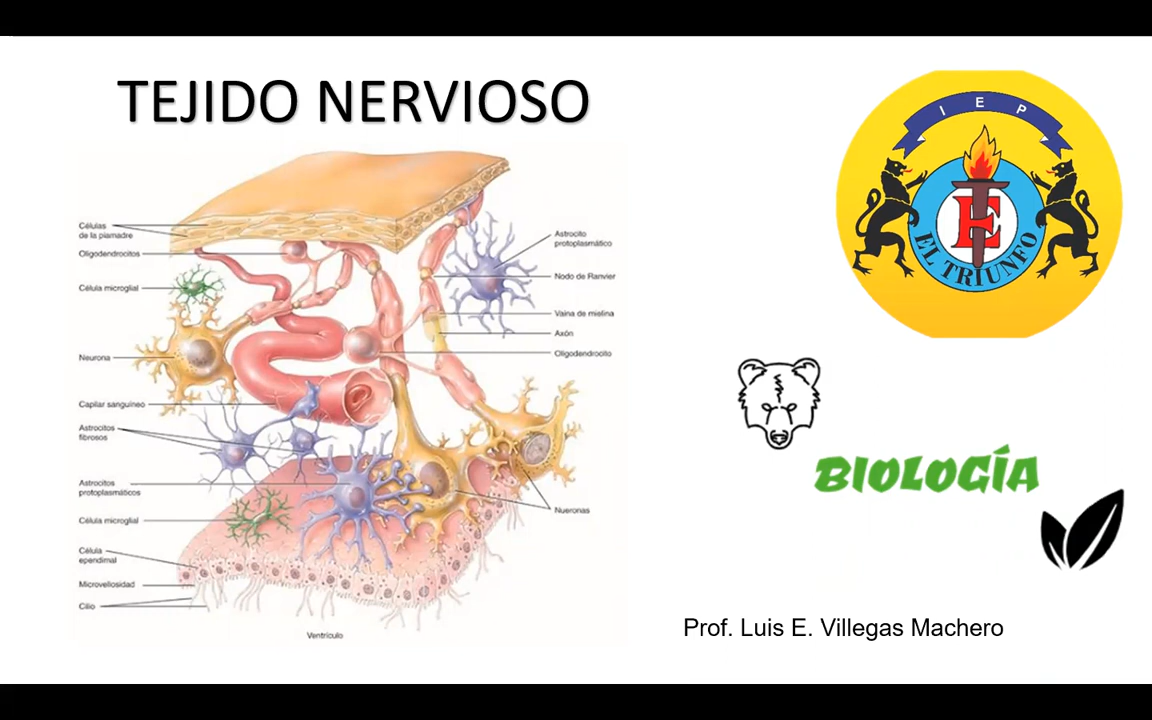 TEJIDO NERVIOSO
I E P
E
EL TRIUNFO
Células
de la piamadre
Oligodendrocitos
Célula microglial
Neurona
Capilar sanguíneo
Astrocitos
fibrosos
Astrocitos
protoplasmáticos
Célula microglial
Célula
ependimal
Microvellosidad
Cilio
Ventrículo
Astrocito
protoplasmático
Nodo de Ranvier
Vaina de mielina
Axón
Oligodendrocito
Nueronas
BIOLOGÍA
Prof. Luis E. Villegas Machero